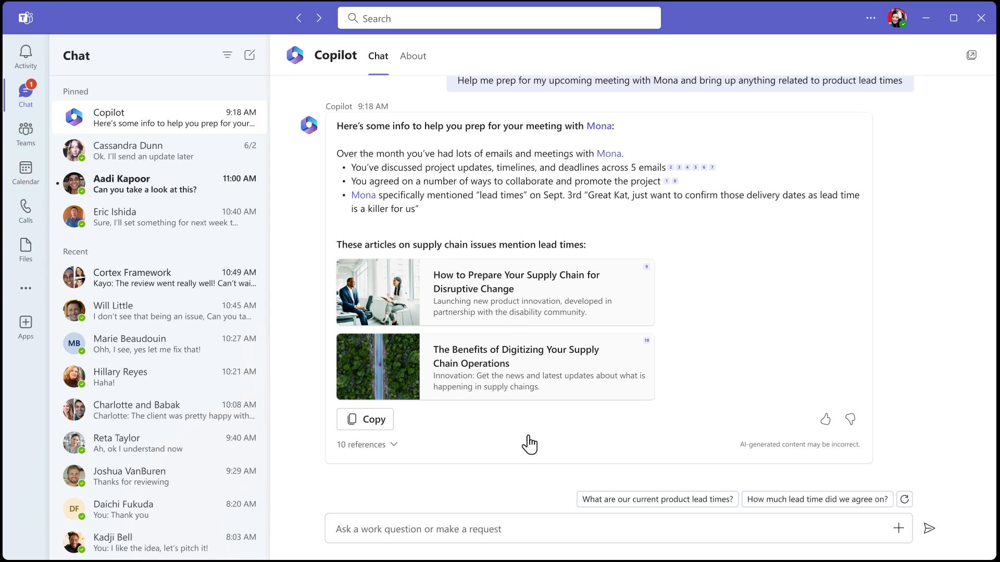 Search
Activity
1
Chat
Teams
Calendar
Calls
Files
Apps
Chat
Pinned
Copilot 9:18 AM
Here's some info to help you prep for your...
Cassandra Dunn 6/2
Ok. I'll send an update later
Aadi Kapoor 11:00 AM
Can you take a look at this?
Eric Ishida 10:40 AM
Sure, I'll set something for next week t...
Recent
Cortex Framework 10:49 AM
Kayo: The review went really well! Can't wai...
Will Little 10:45 AM
I don't see that being an issue, Can you ta...
MB
Marie Beaudouin 10:27 AM
Ohh, I see, yes let me fix that!
Hillary Reyes 10:21 AM
Haha!
Charlotte and Babak 10:08 AM
Charlotte: The client was pretty happy with...
Reta Taylor 9:40 AM
Ah, ok I understand now
Joshua VanBuren 9:29 AM
Thanks for reviewing
DF
Daichi Fukuda 8:20 AM
You: Thank you
Kadji Bell 8:03 AM
You: I like the idea, let's pitch it!
Copilot Chat About
Help me prep for my upcoming meeting with Mona and bring up anything related to product lead times
Copilot 9:18 AM
Here's some info to help you prep for your meeting with Mona:
Over the month you've had lots of emails and meetings with Mona.
• You've discussed project updates, timelines, and deadlines across 5 emails 2 3 4 5 6 7
• You agreed on a number of ways to collaborate and promote the project 1 8
• Mona specifically mentioned "lead times" on Sept. 3rd "Great Kat, just want to confirm those delivery dates as lead time
is a killer for us"
These articles on supply chain issues mention lead times:
How to Prepare Your Supply Chain for 9
Disruptive Change
Launching new product innovation, developed in
partnership with the disability community.
The Benefits of Digitizing Your Supply 10
Chain Operations
Innovation: Get the news and latest updates about what is
happening in supply chaings.
Copy
10 references
AI-generated content may be incorrect.
What are our current product lead times? How much lead time did we agree on?
Ask a work question or make a request